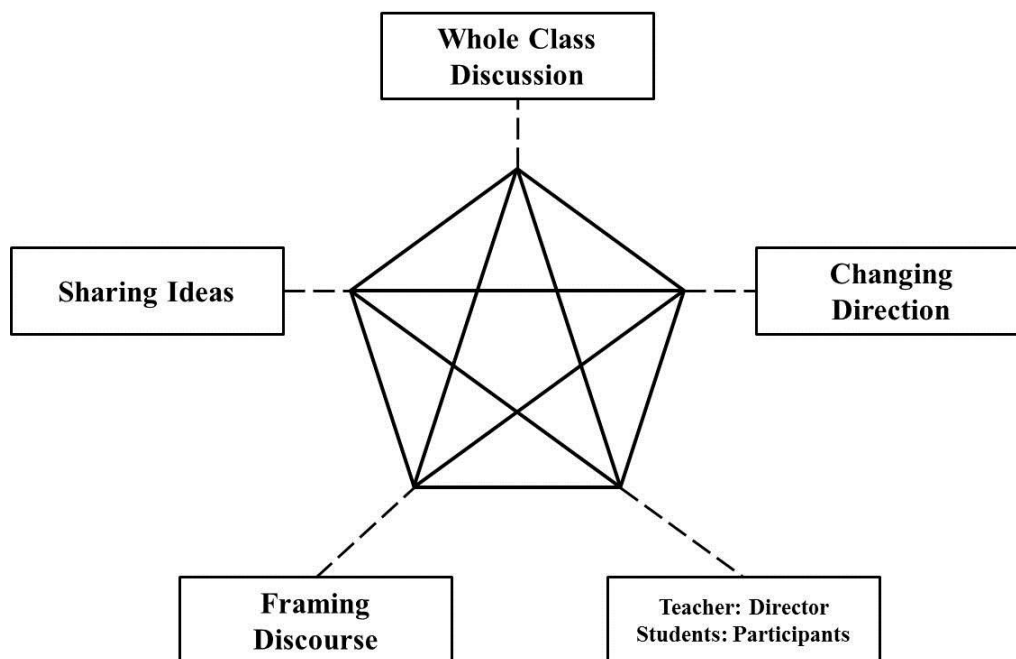 Whole Class
Discussion
Sharing Ideas
Changing
Direction
Framing
Discourse
Teacher: Director
Students: Participants